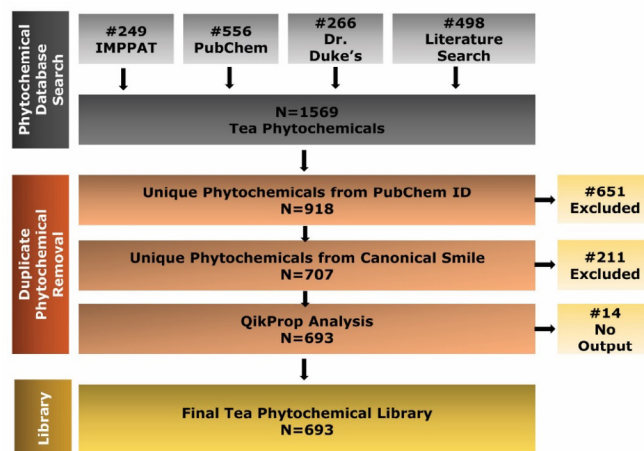 Phytochemical
Database
Search
#249
IMPPAT
#556
PubChem
#266
Dr.
Duke's
#498
Literature
Search
N=1569
Tea Phytochemicals
Duplicate
Phytochemical
Removal
Unique Phytochemicals from PubChem ID
N=918
#651
Excluded
Unique Phytochemicals from Canonical Smile
N=707
#211
Excluded
QikProp Analysis
N=693
#14
No
Output
Library
Final Tea Phytochemical Library
N=693